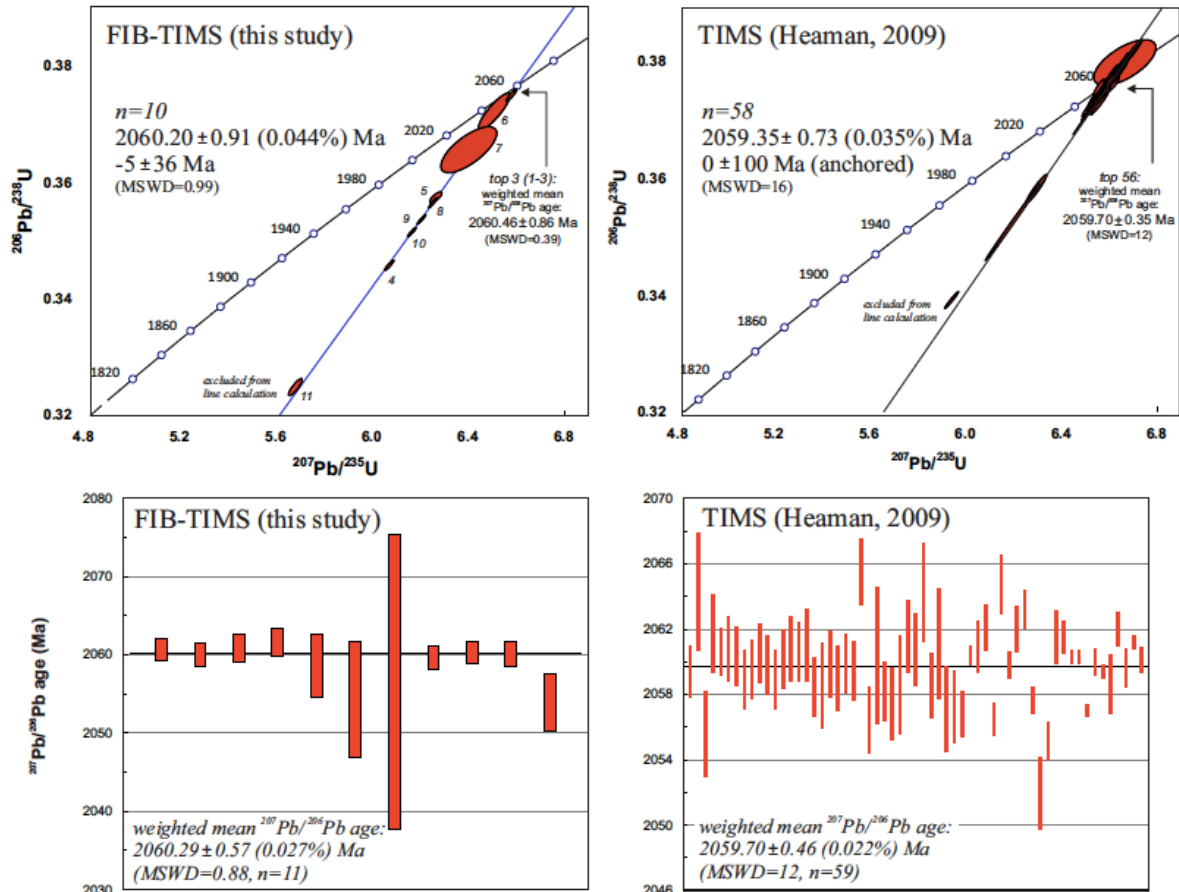 FIB-TIMS (this study)
n=10
2060.20 ± 0.91 (0.044%) Ma
-5 ± 36 Ma
(MSWD=0.99)
0.38
0.36
0.34
0.32
²⁰⁶Pb/²³⁸U
2060
2020
1980
1940
1900
1860
1820
6
7
5
8
9
10
4
11
top 3 (1-3):
weighted mean
²⁰⁷Pb/²⁰⁶Pb age:
2060.46 ± 0.86 Ma
(MSWD=0.39)
excluded from
line calculation
4.8 5.2 5.6 6.0 6.4 6.8
²⁰⁷Pb/²³⁵U
TIMS (Heaman, 2009)
n=58
2059.35 ± 0.73 (0.035%) Ma
0 ± 100 Ma (anchored)
(MSWD=16)
0.38
0.36
0.34
0.32
²⁰⁶Pb/²³⁸U
2060
2020
1980
1940
1900
1860
1820
top 56:
weighted mean
²⁰⁷Pb/²⁰⁶Pb age:
2059.70 ± 0.35 Ma
(MSWD=12)
excluded from
line calculation
4.8 5.2 5.6 6.0 6.4 6.8
²⁰⁷Pb/²³⁵U
FIB-TIMS (this study)
2080
2070
2060
2050
2040
2030
²⁰⁷Pb/²⁰⁶Pb age (Ma)
weighted mean ²⁰⁷Pb/²⁰⁶Pb age:
2060.29 ± 0.57 (0.027%) Ma
(MSWD=0.88, n=11)
TIMS (Heaman, 2009)
2070
2066
2062
2058
2054
2050
2046
weighted mean ²⁰⁷Pb/²⁰⁶Pb age:
2059.70 ± 0.46 (0.022%) Ma
(MSWD=12, n=59)